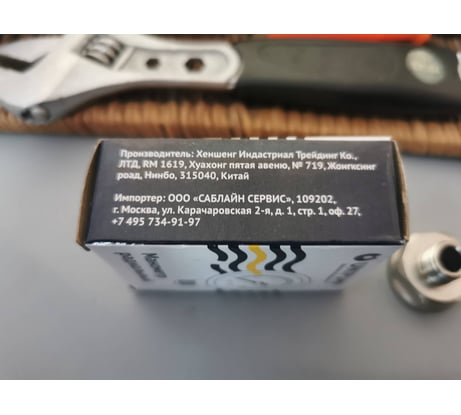 Производитель: Хеншенг Индастриал Трейдинг Ко.,
ЛТД, RM 1619, Хуахонг пятая авеню, № 719, Жонгксинг
роад, Нинбо, 315040, Китай
Импортер: ООО «САБЛАЙН СЕРВИС», 109202,
г. Москва, ул. Карачаровская 2-я, д. 1, стр. 1, оф. 27,
+7 495 734-91-97
Манометр